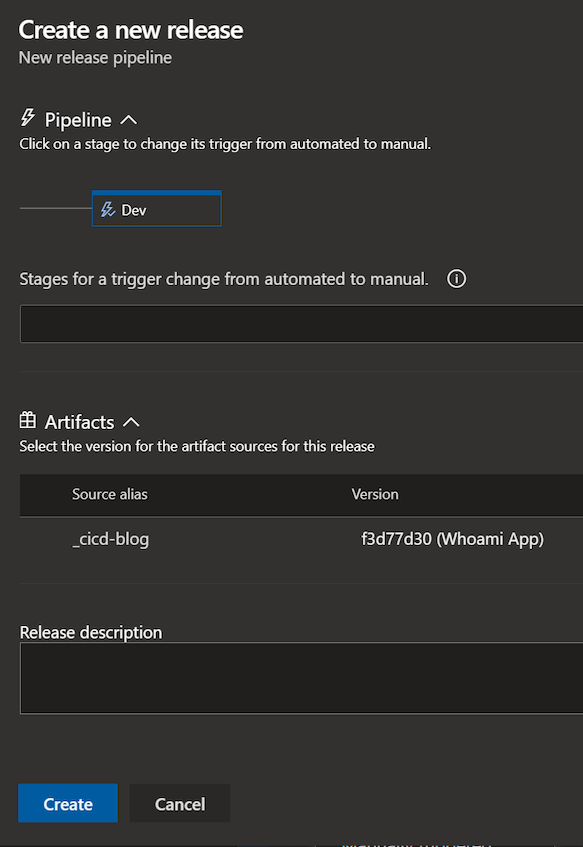 Create a new release
New release pipeline
Pipeline
Click on a stage to change its trigger from automated to manual.
Dev
Stages for a trigger change from automated to manual.
Artifacts
Select the version for the artifact sources for this release
Source alias Version
_cicd-blog f3d77d30 (Whoami App)
Release description
Create Cancel